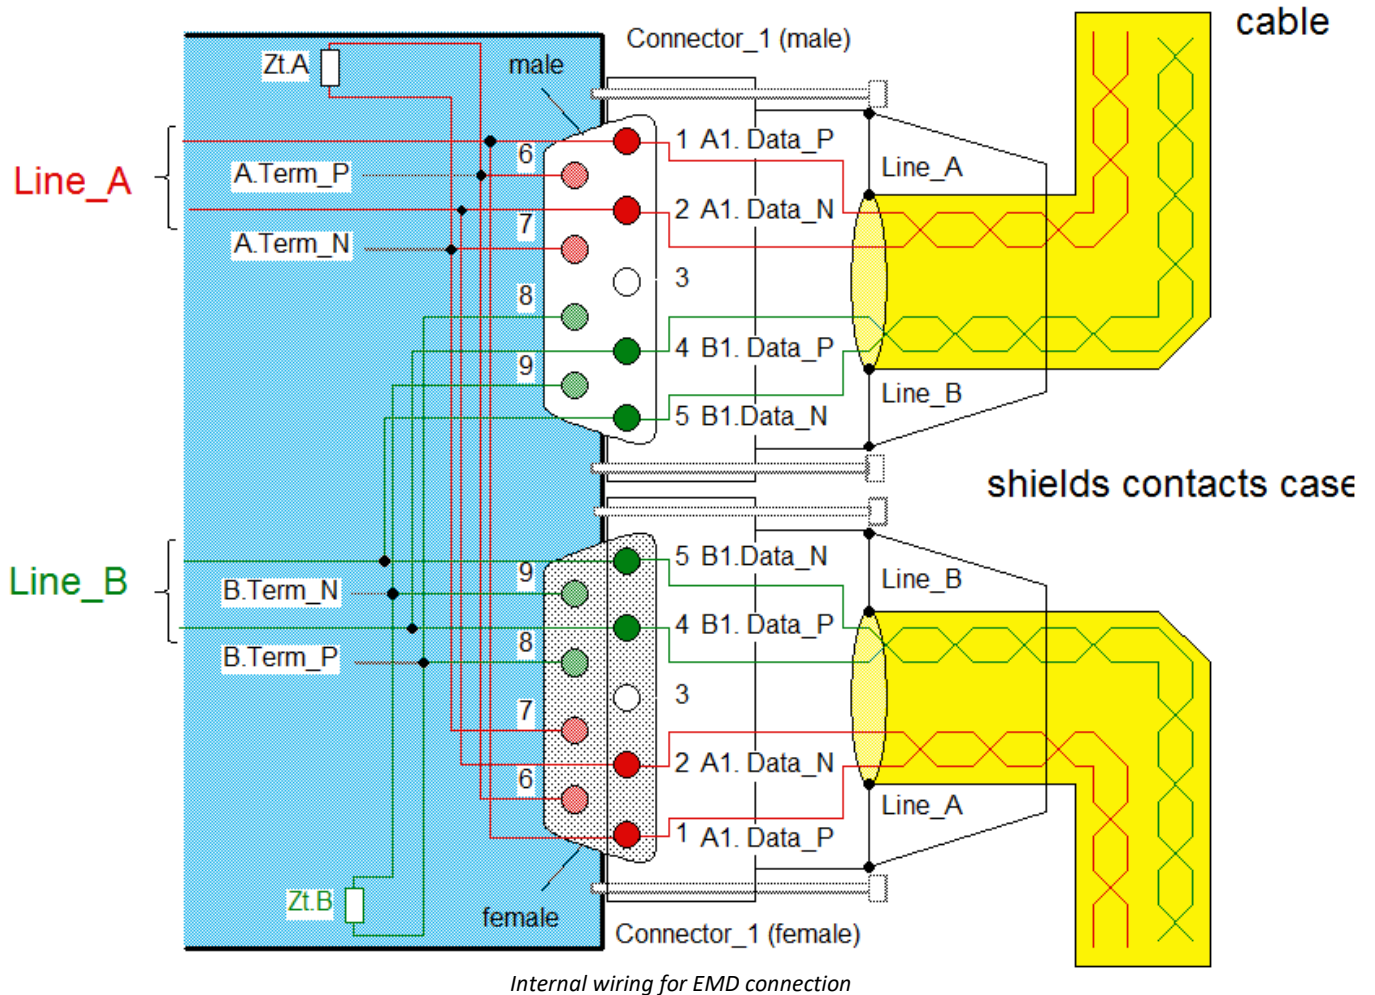 cable
Connector_1 (male)
Zt.A
male
6
1 A1. Data_P
Line_A
A.Term_P
Line_A
7
2 A1. Data_N
A.Term_N
3
8
4 B1. Data_P
9
Line_B
5 B1.Data_N
shields contacts case
5 B1.Data_N
Line_B
9
Line_B
B.Term_N
4 B1. Data_P
8
B.Term_P
3
7
2 A1. Data_N
6
Line_A
1 A1. Data_P
Zt.B
female
Connector_1 (female)
Internal wiring for EMD connection